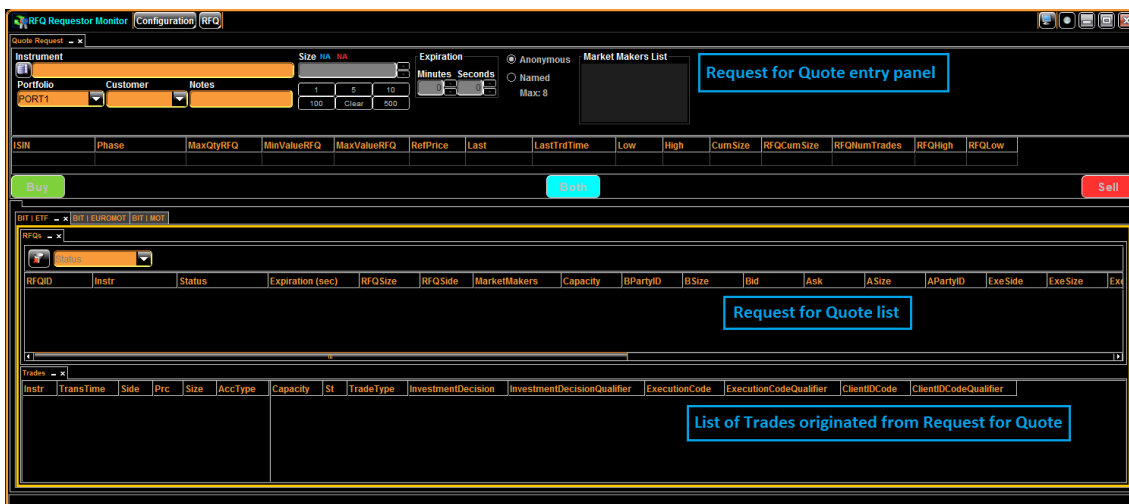 RFQ Requestor Monitor Configuration RFQ
Quote Request
Instrument Size NA NA Expiration Anonymous Market Makers List
Minutes Seconds
0 0
Named
Max: 8
Request for Quote entry panel
Portfolio Customer Notes
PORT1
1 5 10
100 Clear 500
ISIN Phase MaxQtyRFQ MinValueRFQ MaxValueRFQ RefPrice Last LastTrdTime Low High CumSize RFQCumSize RFQNumTrades RFQHigh RFQLow
Buy Both Sell
BIT | ETF BIT | EUROMOT BIT | MOT
RFQs
Status
RFQID Instr Status Expiration (sec) RFQSize RFQSide MarketMakers Capacity BPartyID BSize Bid Ask ASize APartyID ExeSide ExeSize Exe
Request for Quote list
Trades
Instr TransTime Side Prc Size AccType Capacity St TradeType InvestmentDecision InvestmentDecisionQualifier ExecutionCode ExecutionCodeQualifier ClientIDCode ClientIDCodeQualifier
List of Trades originated from Request for Quote